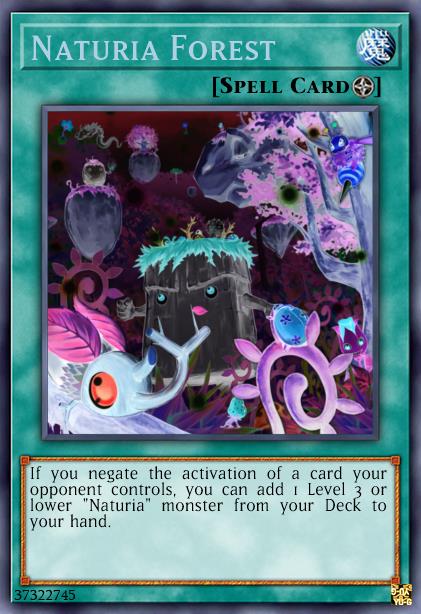 Naturia Forest
[Spell Card]
If you negate the activation of a card your
opponent controls, you can add 1 Level 3 or
lower "Naturia" monster from your Deck to
your hand.
37322745